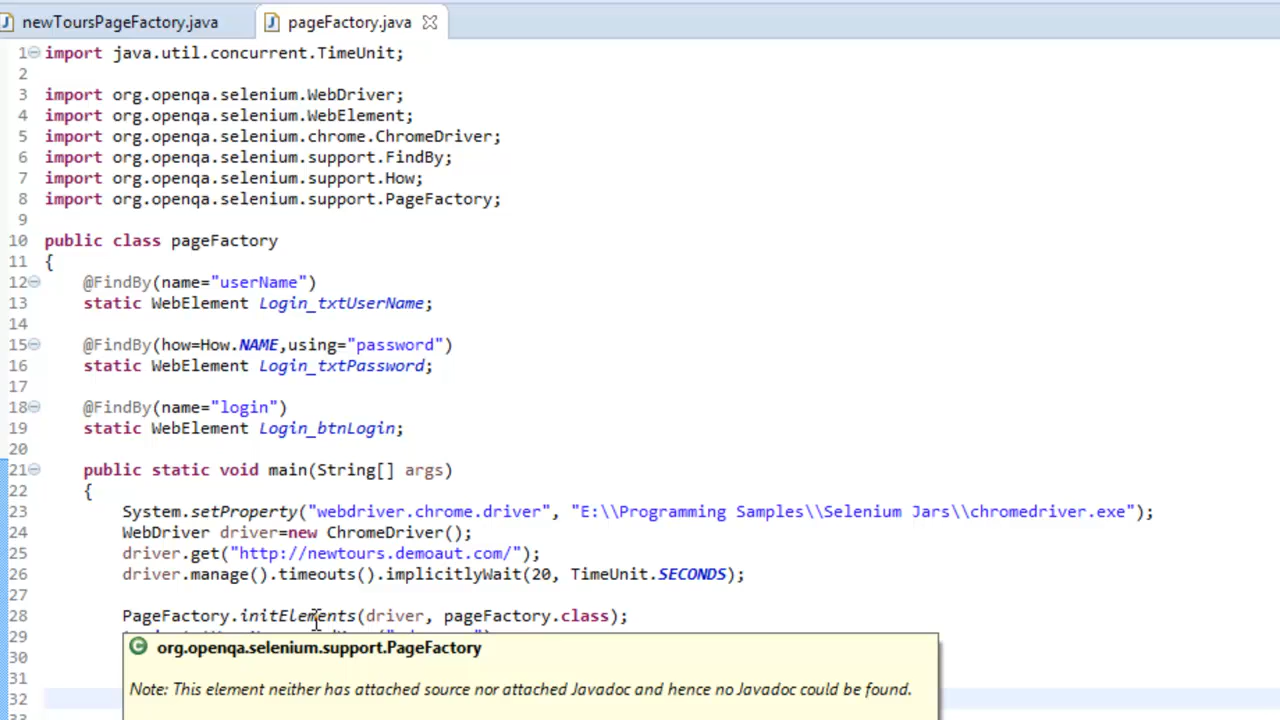 newToursPageFactory.java pageFactory.java
1 import java.util.concurrent.TimeUnit;
2
3 import org.openqa.selenium.WebDriver;
4 import org.openqa.selenium.WebElement;
5 import org.openqa.selenium.chrome.ChromeDriver;
6 import org.openqa.selenium.support.FindBy;
7 import org.openqa.selenium.support.How;
8 import org.openqa.selenium.support.PageFactory;
9
10 public class pageFactory
11 {
12 @FindBy(name="userName")
13 static WebElement Login_txtUserName;
14
15 @FindBy(how=How.NAME,using="password")
16 static WebElement Login_txtPassword;
17
18 @FindBy(name="login")
19 static WebElement Login_btnLogin;
20
21 public static void main(String[] args)
22 {
23 System.setProperty("webdriver.chrome.driver", "E:\\Programming Samples\\Selenium Jars\\chromedriver.exe");
24 WebDriver driver=new ChromeDriver();
25 driver.get("http://newtours.demoaut.com/");
26 driver.manage().timeouts().implicitlyWait(20, TimeUnit.SECONDS);
27
28 PageFactory.initElements(driver, pageFactory.class);
29
30 org.openqa.selenium.support.PageFactory
31
32 Note: This element neither has attached source nor attached Javadoc and hence no Javadoc could be found.
33